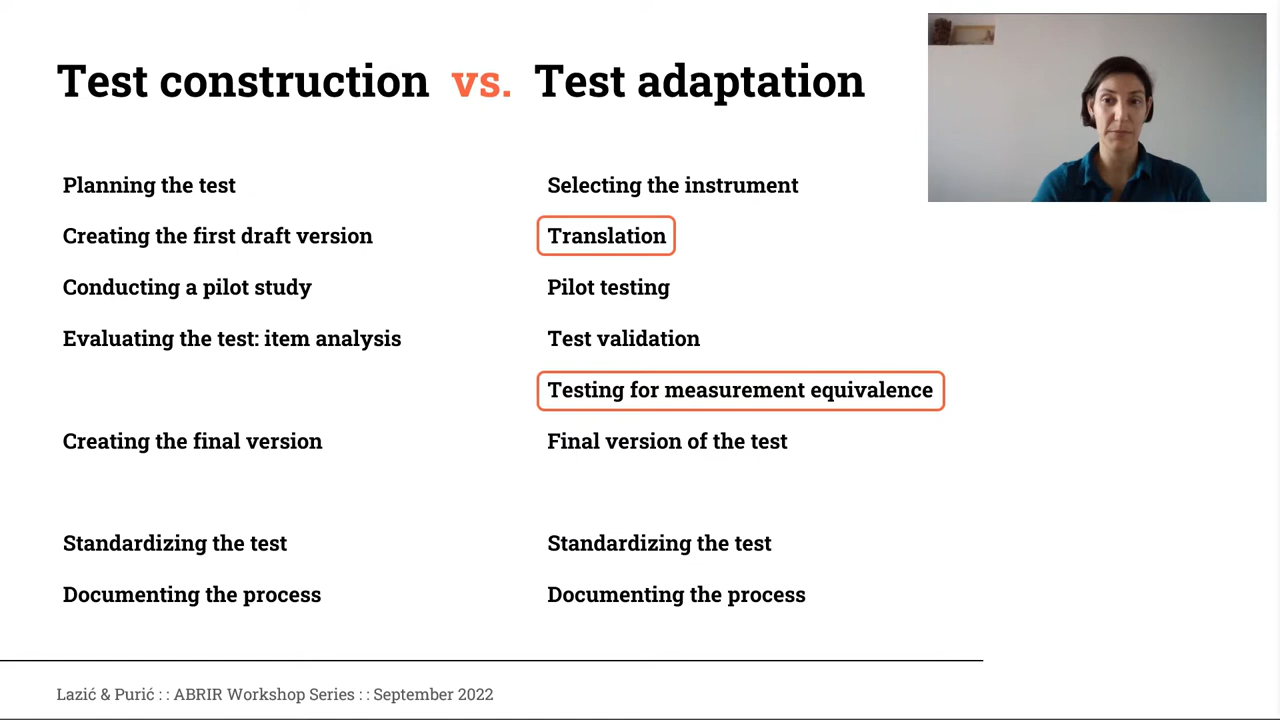 Test construction vs. Test adaptation
Planning the test
Creating the first draft version
Conducting a pilot study
Evaluating the test: item analysis
Creating the final version
Standardizing the test
Documenting the process
Selecting the instrument
Translation
Pilot testing
Test validation
Testing for measurement equivalence
Final version of the test
Standardizing the test
Documenting the process
Lazić & Purić : : ABRIR Workshop Series : : September 2022